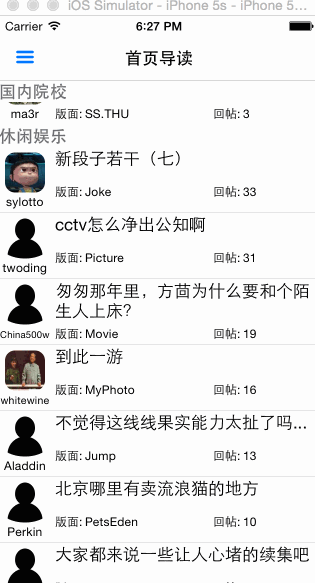 iOS Simulator - iPhone 5s - iPhone 5...
Carrier 6:27 PM
首页导读
国内院校
ma3r 版面: SS.THU 回帖: 3
休闲娱乐
新段子若干（七）
版面: Joke 回帖: 33
sylotto
cctv怎么净出公知啊
版面: Picture 回帖: 31
twoding
匆匆那年里，方茴为什么要和个陌
生人上床？
China500w 版面: Movie 回帖: 19
到此一游
版面: MyPhoto 回帖: 16
whitewine
不觉得这线线果实能力太扯了吗...
版面: Jump 回帖: 13
Aladdin
北京哪里有卖流浪猫的地方
版面: PetsEden 回帖: 10
Perkin
大家都来说一些让人心堵的续集吧